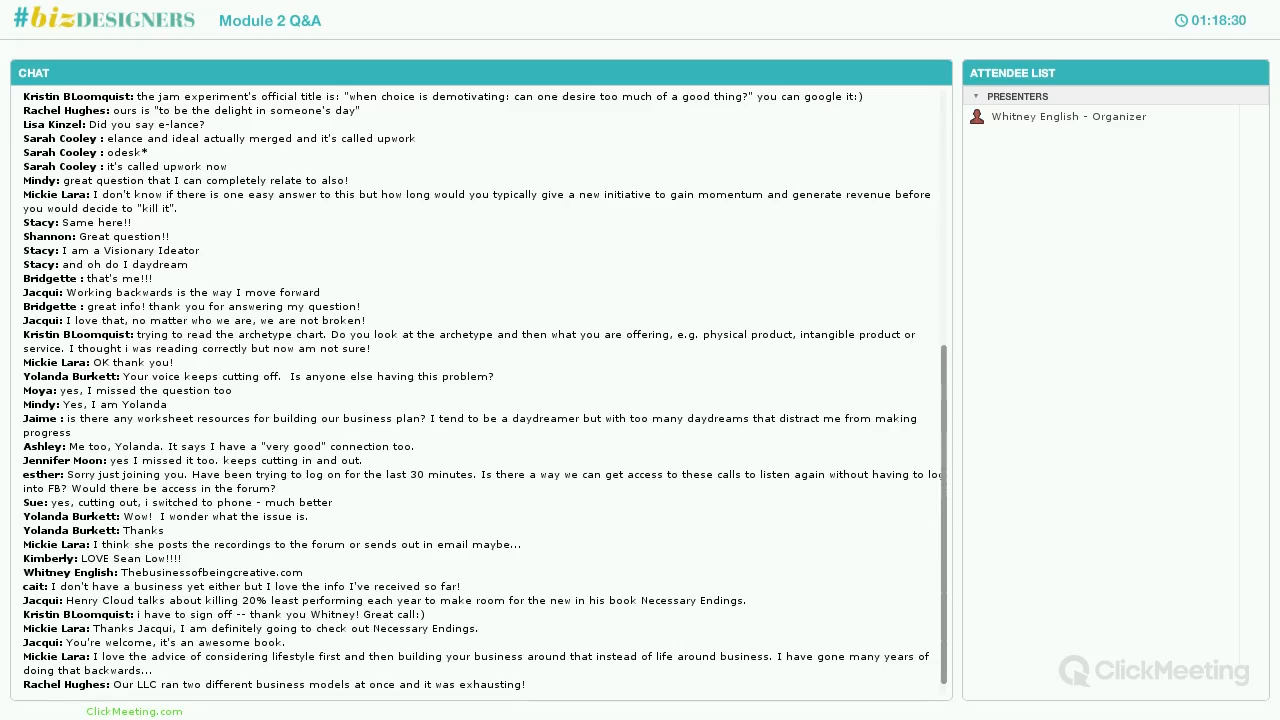 #bizDESIGNERS Module 2 Q&A 01:18:30
CHAT
Kristin BLoomquist: the jam experiment's official title is: "when choice is demotivating: can one desire too much of a good thing?" you can google it:)
Rachel Hughes: ours is "to be the delight in someone's day"
Lisa Kinzel: Did you say e-lance?
Sarah Cooley : elance and ideal actually merged and it's called upwork
Sarah Cooley : odesk*
Sarah Cooley : it's called upwork now
Mindy: great question that I can completely relate to also!
Mickie Lara: I don't know if there is one easy answer to this but how long would you typically give a new initiative to gain momentum and generate revenue before
you would decide to "kill it".
Stacy: Same here!!
Shannon: Great question!!
Stacy: I am a Visionary Ideator
Stacy: and oh do I daydream
Bridgette : that's me!!!
Jacqui: Working backwards is the way I move forward
Bridgette : great info! thank you for answering my question!
Jacqui: I love that, no matter who we are, we are not broken!
Kristin BLoomquist: trying to read the archetype chart. Do you look at the archetype and then what you are offering, e.g. physical product, intangible product or
service. I thought i was reading correctly but now am not sure!
Mickie Lara: OK thank you!
Yolanda Burkett: Your voice keeps cutting off.  Is anyone else having this problem?
Moya: yes, I missed the question too
Mindy: Yes, I am Yolanda
Jaime : is there any worksheet resources for building our business plan? I tend to be a daydreamer but with too many daydreams that distract me from making
progress
Ashley: Me too, Yolanda. It says I have a "very good" connection too.
Jennifer Moon: yes I missed it too. keeps cutting in and out.
esther: Sorry just joining you. Have been trying to log on for the last 30 minutes. Is there a way we can get access to these calls to listen again without having to log
into FB? Would there be access in the forum?
Sue: yes, cutting out, i switched to phone - much better
Yolanda Burkett: Wow!  I wonder what the issue is.
Yolanda Burkett: Thanks
Mickie Lara: I think she posts the recordings to the forum or sends out in email maybe...
Kimberly: LOVE Sean Low!!!!
Whitney English: Thebusinessofbeingcreative.com
cait: I don't have a business yet either but I love the info I've received so far!
Jacqui: Henry Cloud talks about killing 20% least performing each year to make room for the new in his book Necessary Endings.
Kristin BLoomquist: i have to sign off -- thank you Whitney! Great call:)
Mickie Lara: Thanks Jacqui, I am definitely going to check out Necessary Endings.
Jacqui: You're welcome, it's an awesome book.
Mickie Lara: I love the advice of considering lifestyle first and then building your business around that instead of life around business. I have gone many years of
doing that backwards...
Rachel Hughes: Our LLC ran two different business models at once and it was exhausting!
ATTENDEE LIST
PRESENTERS
Whitney English - Organizer
ClickMeeting
ClickMeeting.com